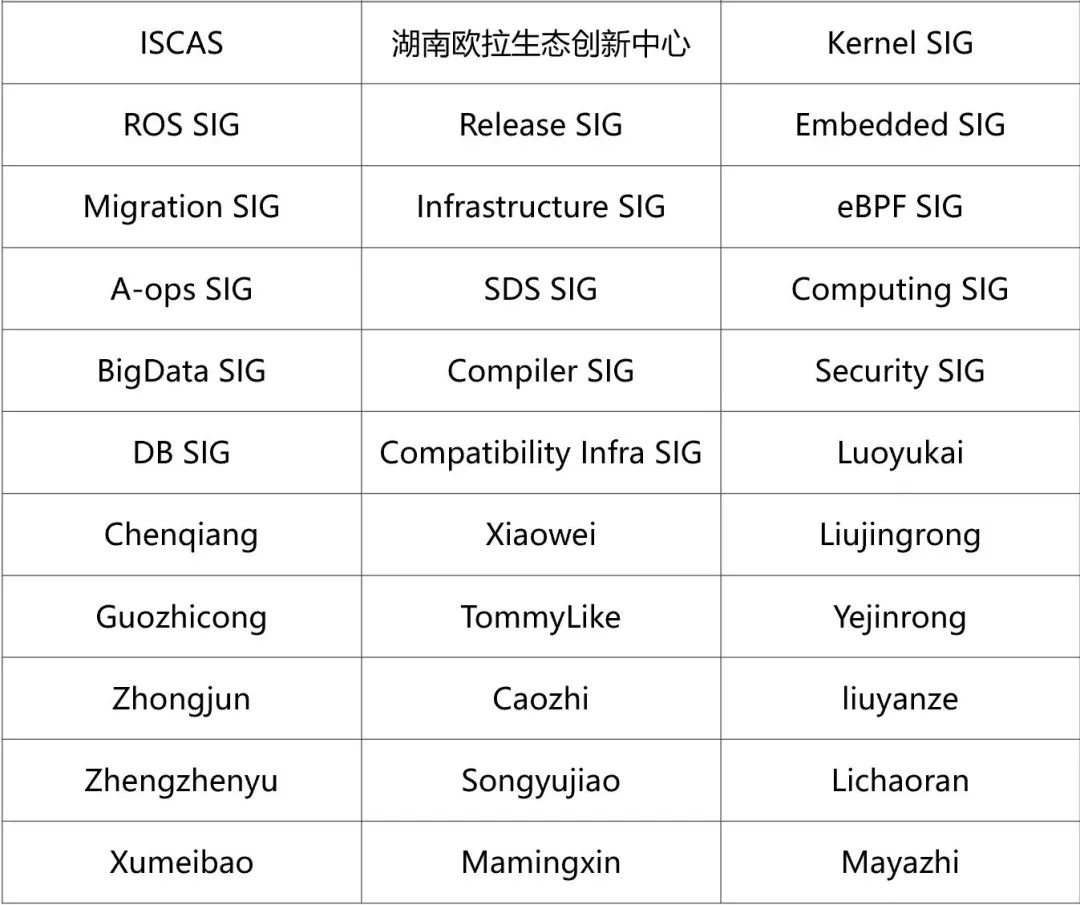 ISCAS
湖南欧拉生态创新中心
Kernel SIG
ROS SIG
Release SIG
Embedded SIG
Migration SIG
Infrastructure SIG
eBPF SIG
A-ops SIG
SDS SIG
Computing SIG
BigData SIG
Compiler SIG
Security SIG
DB SIG
Compatibility Infra SIG
Luoyukai
Chenqiang
Xiaowei
Liujingrong
Guozhicong
TommyLike
Yejinrong
Zhongjun
Caozhi
liuyanze
Zhengzhenyu
Songyujiao
Lichaoran
Xumeibao
Mamingxin
Mayazhi